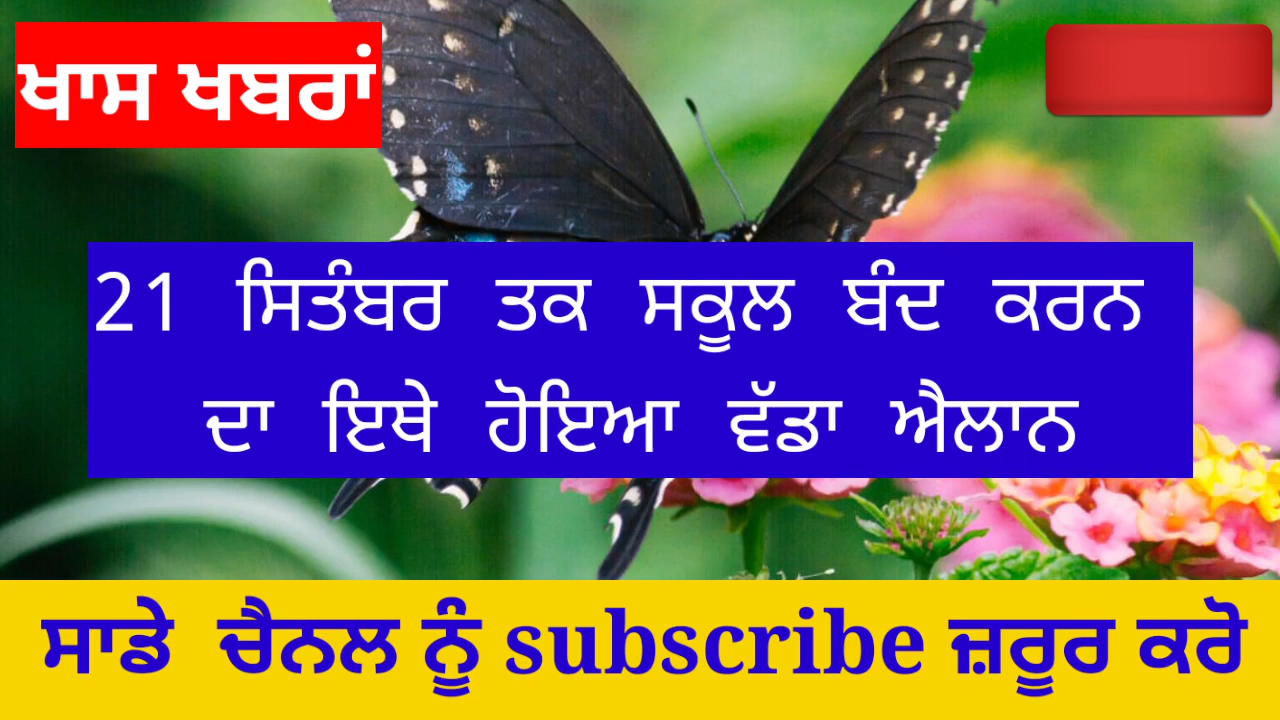 ਖਾਸ ਖਬਰਾਂ
21 ਸਿਤੰਬਰ ਤਕ ਸਕੂਲ ਬੰਦ ਕਰਨ
ਦਾ ਇਥੇ ਹੋਇਆ ਵੱਡਾ ਐਲਾਨ
ਸਾਡੇ ਚੈਨਲ ਨੂੰ subscribe ਜ਼ਰੂਰ ਕਰੋ